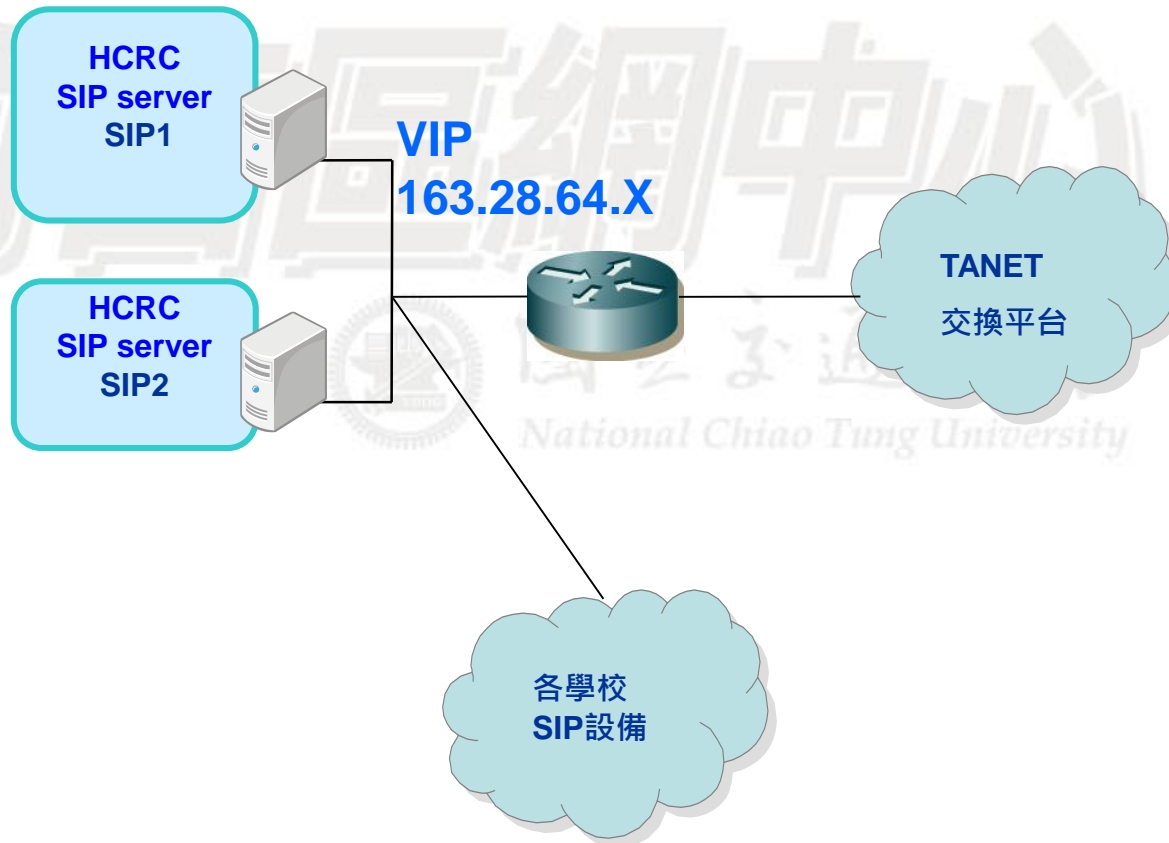 HCRC
SIP server
SIP1
VIP
163.28.64.X
HCRC
SIP server
SIP2
TANET
交換平台
National Chiao Tung University
各學校
SIP設備